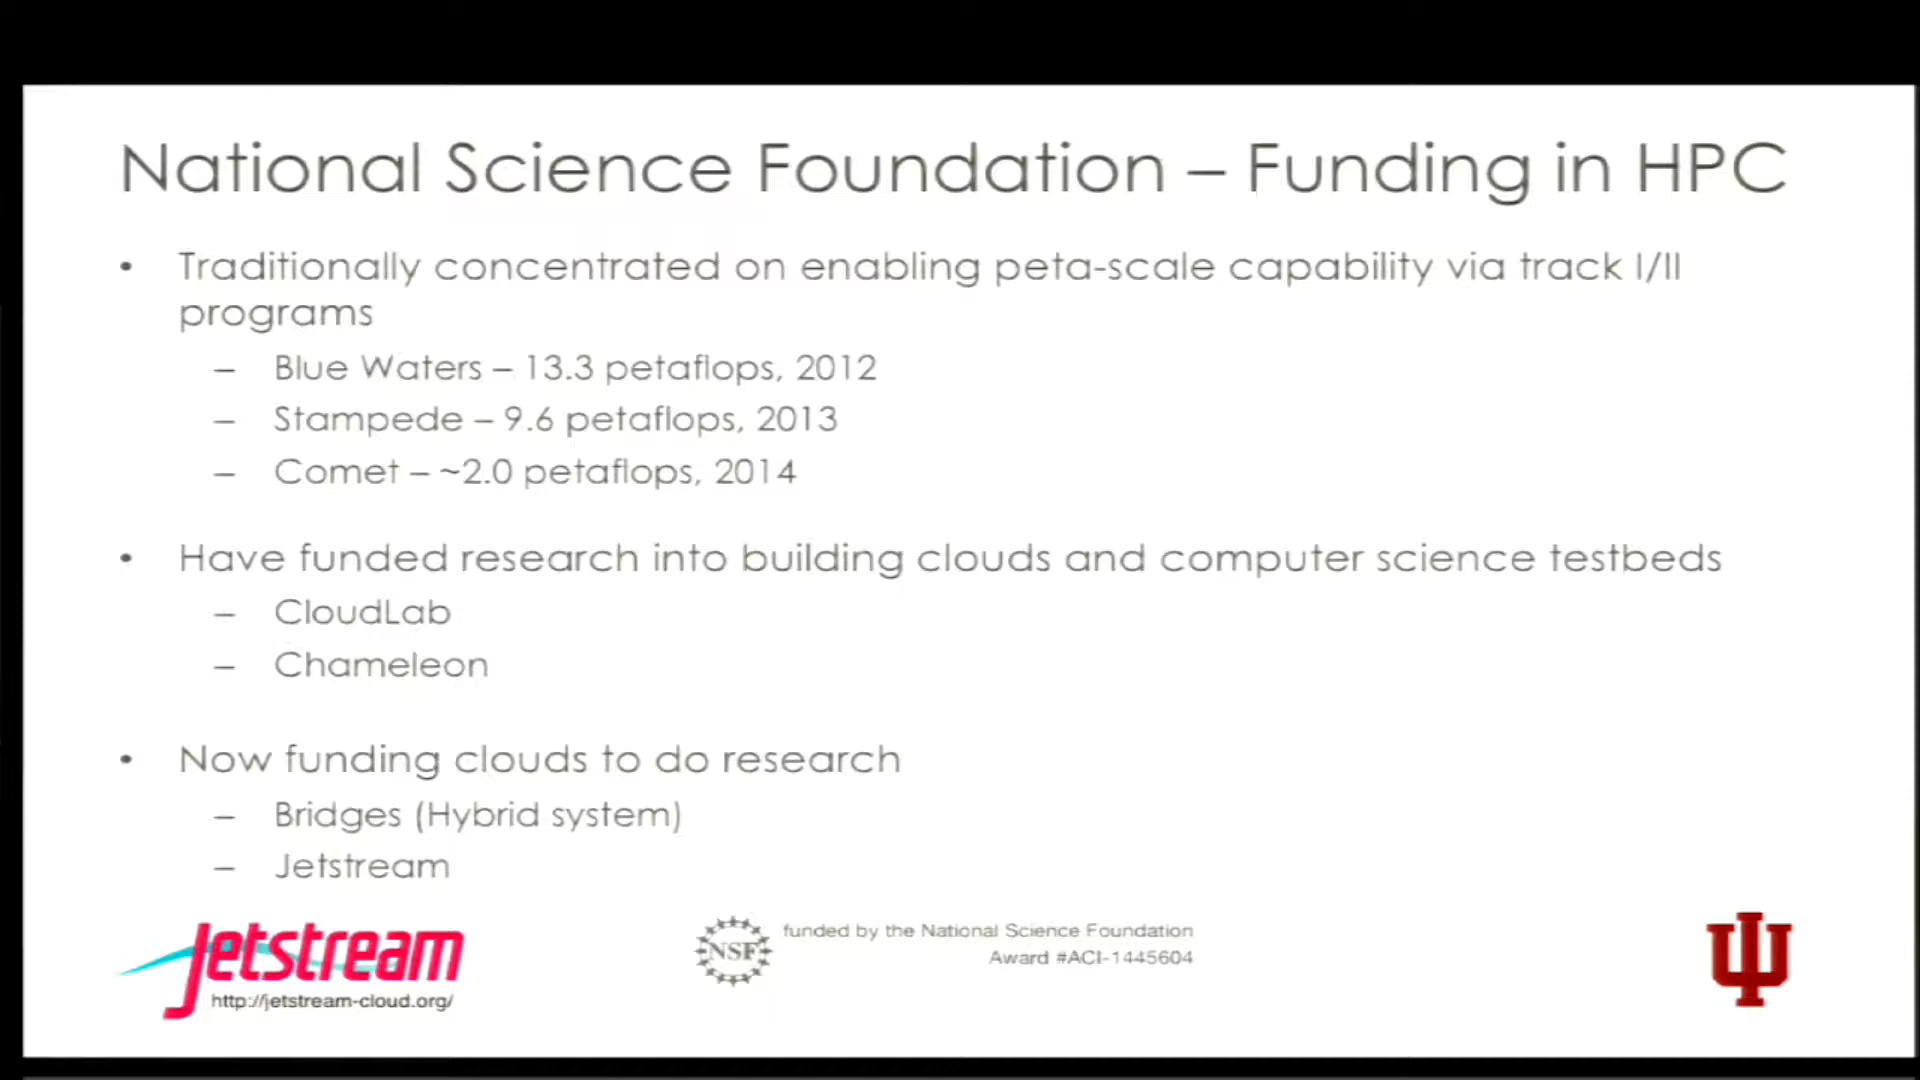 National Science Foundation – Funding in HPC
• Traditionally concentrated on enabling peta-scale capability via track I/II
programs
– Blue Waters – 13.3 petaflops, 2012
– Stampede – 9.6 petaflops, 2013
– Comet – ~2.0 petaflops, 2014
• Have funded research into building clouds and computer science testbeds
– CloudLab
– Chameleon
• Now funding clouds to do research
– Bridges (Hybrid system)
– Jetstream
Jetstream
http://jetstream-cloud.org/
NSF
funded by the National Science Foundation
Award #ACI-1445604